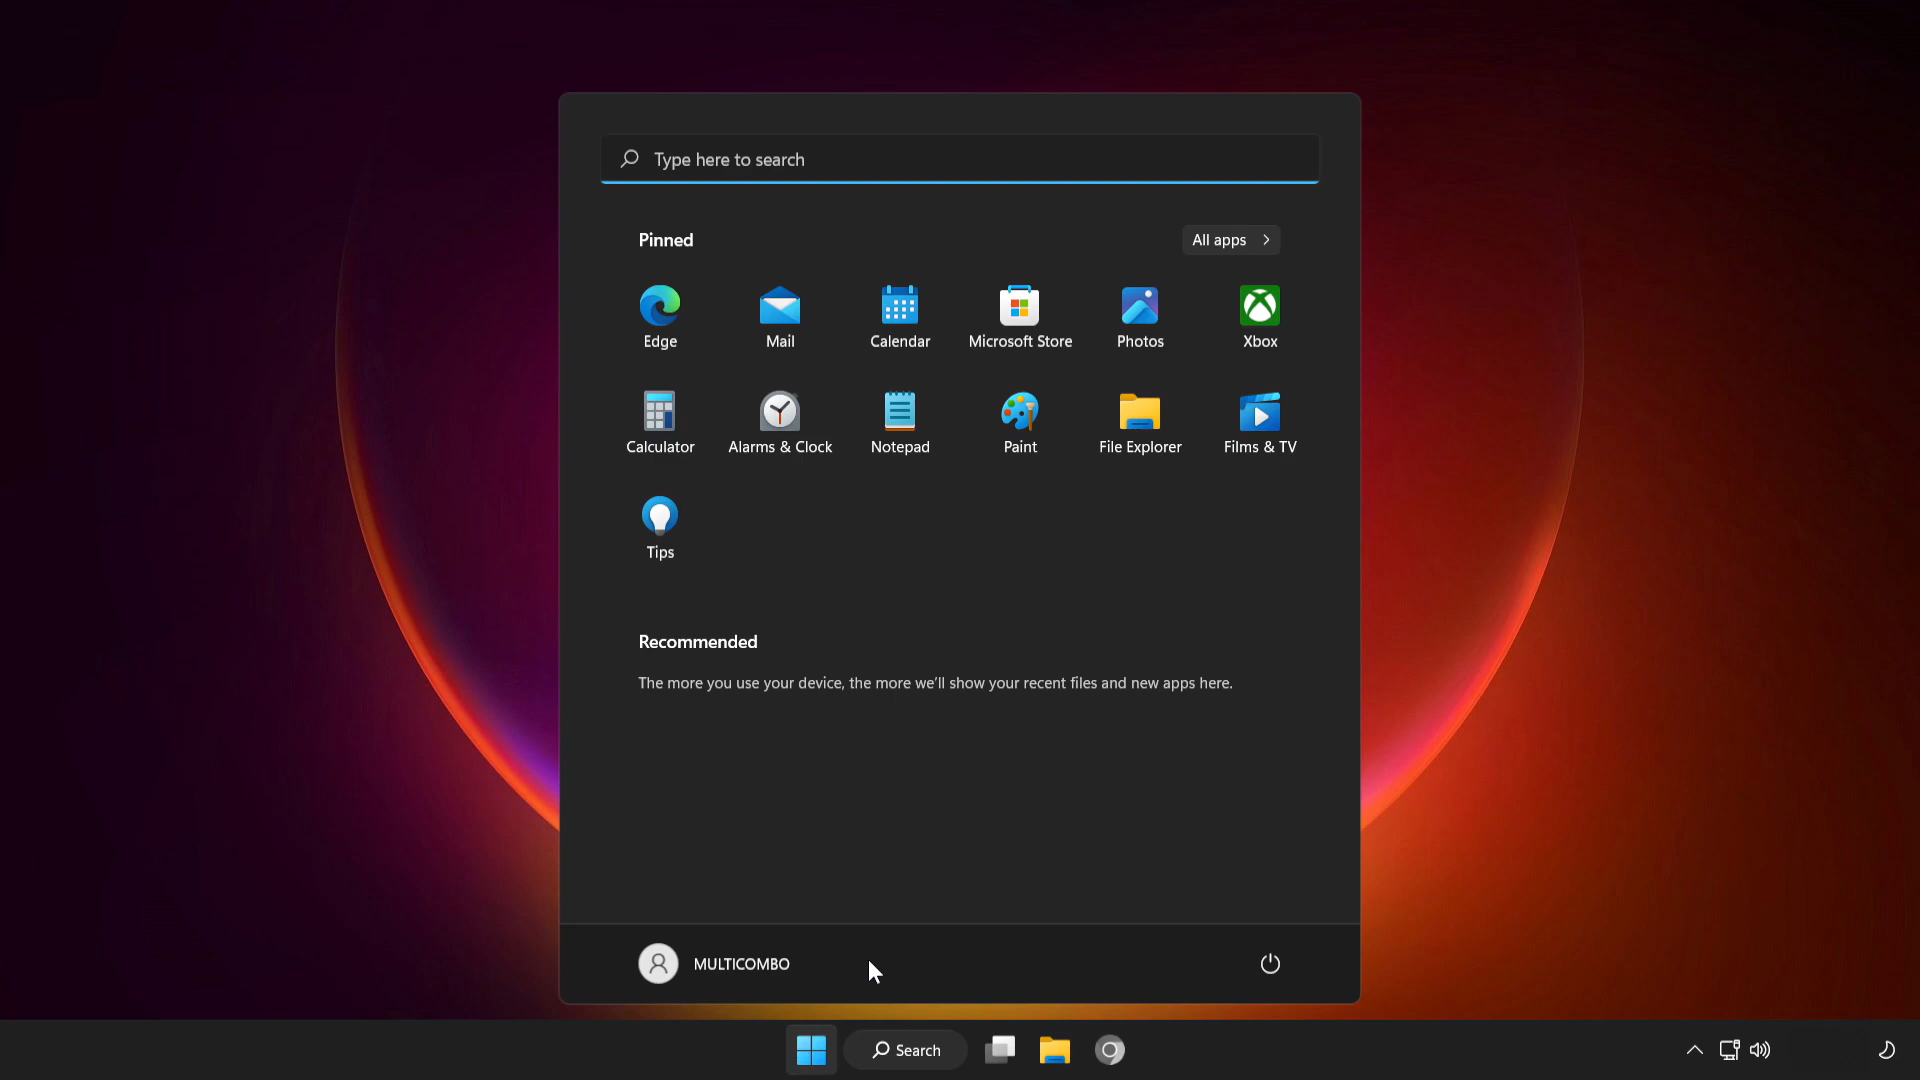 Type here to search
Pinned
All apps
Edge
Mail
Calendar
Microsoft Store
Photos
Xbox
Calculator
Alarms & Clock
Notepad
Paint
File Explorer
Films & TV
Tips
Recommended
The more you use your device, the more we’ll show your recent files and new apps here.
MULTICOMBO
Search